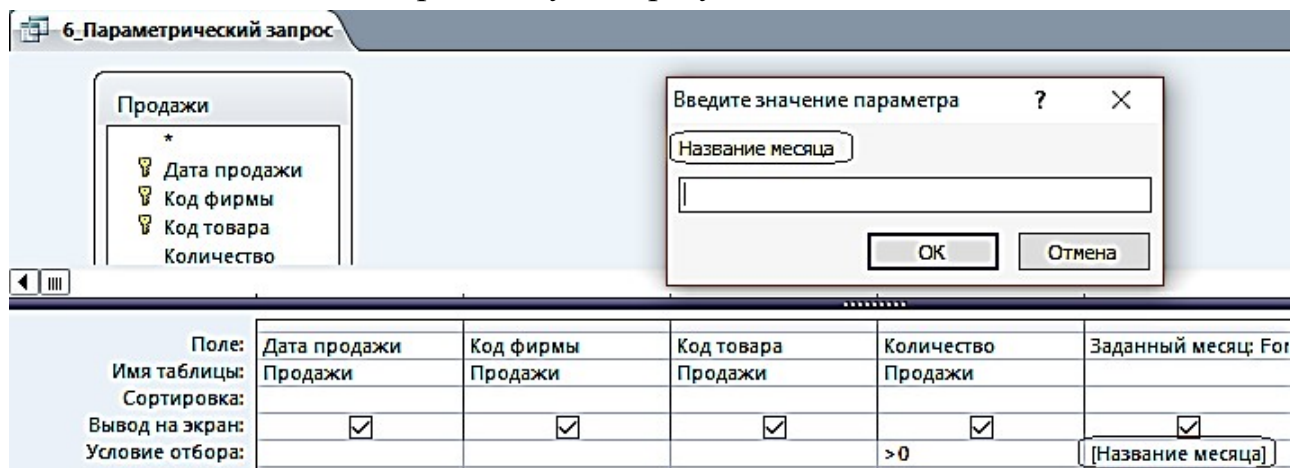 6_Параметрический запрос
Продажи
*
Дата продажи
Код фирмы
Код товара
Количество
Введите значение параметра ? ×
Название месяца
ОК Отмена
Поле: Дата продажи Код фирмы Код товара Количество Заданный месяц: For
Имя таблицы: Продажи Продажи Продажи Продажи
Сортировка:
Вывод на экран:
Условие отбора: >0 [Название месяца]